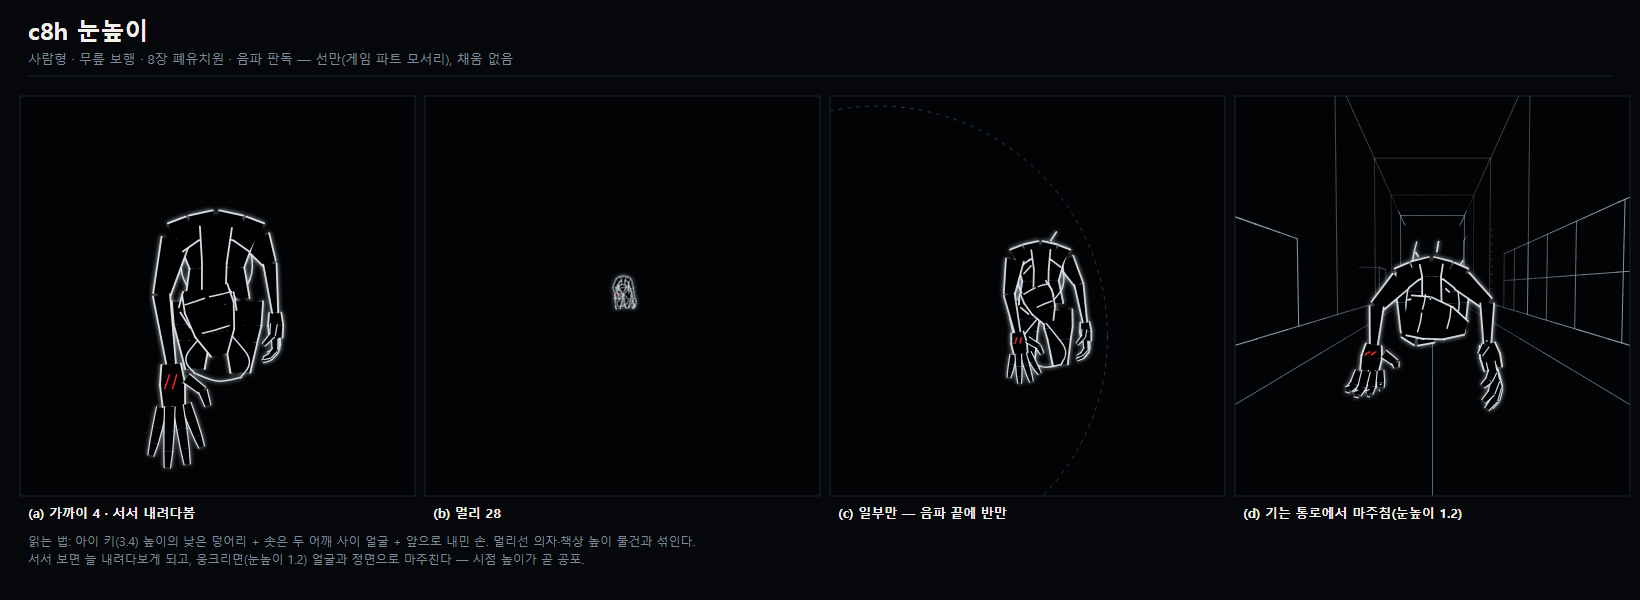 c8h 눈높이
사람형 · 무릎 보행 · 8장 폐유치원 · 음파 판독 — 선만(게임 파트 모서리), 채움 없음
(a) 가까이 4 · 서서 내려다봄
(b) 멀리 28
(c) 일부만 — 음파 끝에 반만
(d) 기는 통로에서 마주침(눈높이 1.2)
읽는 법: 아이 키(3.4) 높이의 낮은 덩어리 + 솟은 두 어깨 사이 얼굴 + 앞으로 내민 손. 멀리선 의자·책상 높이 물건과 섞인다.
서서 보면 늘 내려다보게 되고, 웅크리면(눈높이 1.2) 얼굴과 정면으로 마주친다 — 시점 높이가 곧 공포.